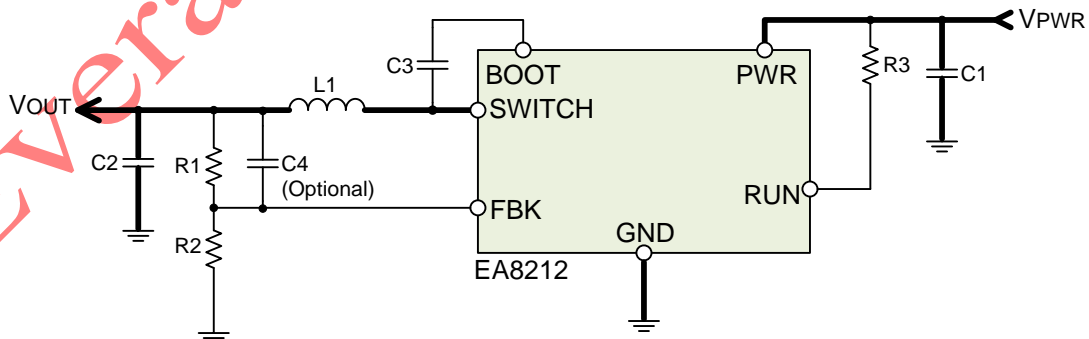 VPWR
C3
BOOT
PWR
R3
C1
L1
VOUT
SWITCH
C2
R1
C4
(Optional)
RUN
FBK
R2
GND
EA8212